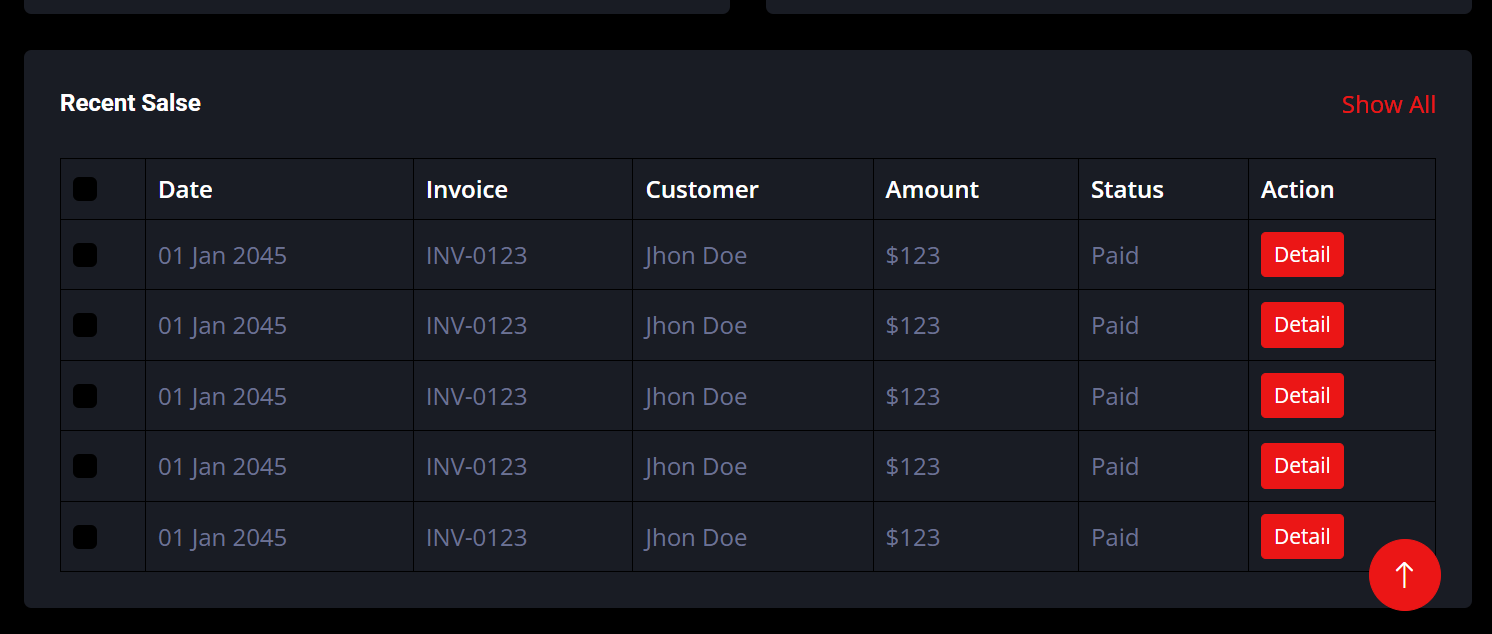 Recent Salse Show All
Date Invoice Customer Amount Status Action
01 Jan 2045 INV-0123 Jhon Doe $123 Paid Detail
01 Jan 2045 INV-0123 Jhon Doe $123 Paid Detail
01 Jan 2045 INV-0123 Jhon Doe $123 Paid Detail
01 Jan 2045 INV-0123 Jhon Doe $123 Paid Detail
01 Jan 2045 INV-0123 Jhon Doe $123 Paid Detail